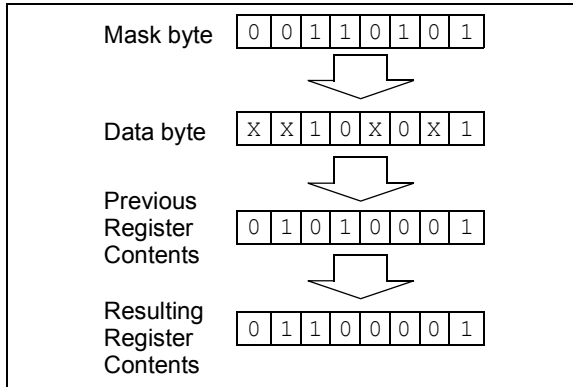 Mask byte 0 0 1 1 0 1 0 1
Data byte X X 1 0 X 0 X 1
Previous
Register 0 1 0 1 0 0 0 1
Contents
Resulting
Register 0 1 1 0 0 0 0 1
Contents